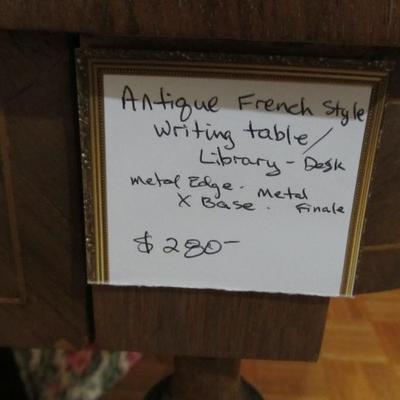 Antique French Style
Writing table/
Library - Desk
Metal Edge. Metal
X Base. Finale
$280-